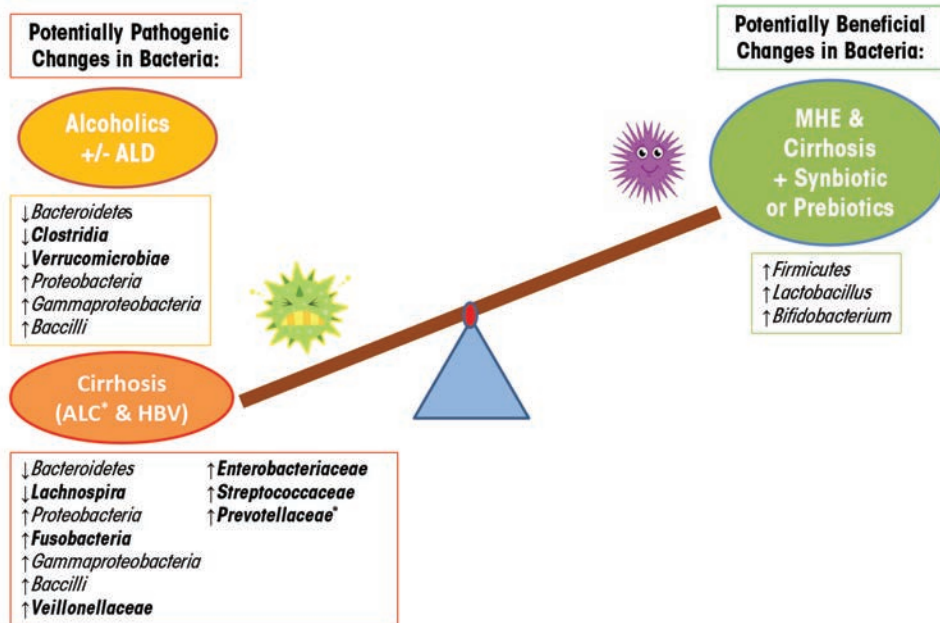 Potentially Pathogenic
Changes in Bacteria:
Alcoholics
+/- ALD
↓Bacteroidetes
↓Clostridia
↓Verrucomicrobiae
↑Proteobacteria
↑Gammaproteobacteria
↑Baccilli
Cirrhosis
(ALC* & HBV)
↓Bacteroidetes
↓Lachnospira
↑Proteobacteria
↑Fusobacteria
↑Gammaproteobacteria
↑Baccilli
↑Veillonellaceae
↑Enterobacteriaceae
↑Streptococcaceae
↑Prevotellaceae*
Potentially Beneficial
Changes in Bacteria:
MHE &
Cirrhosis
+ Synbiotic
or Prebiotics
↑Firmicutes
↑Lactobacillus
↑Bifidobacterium